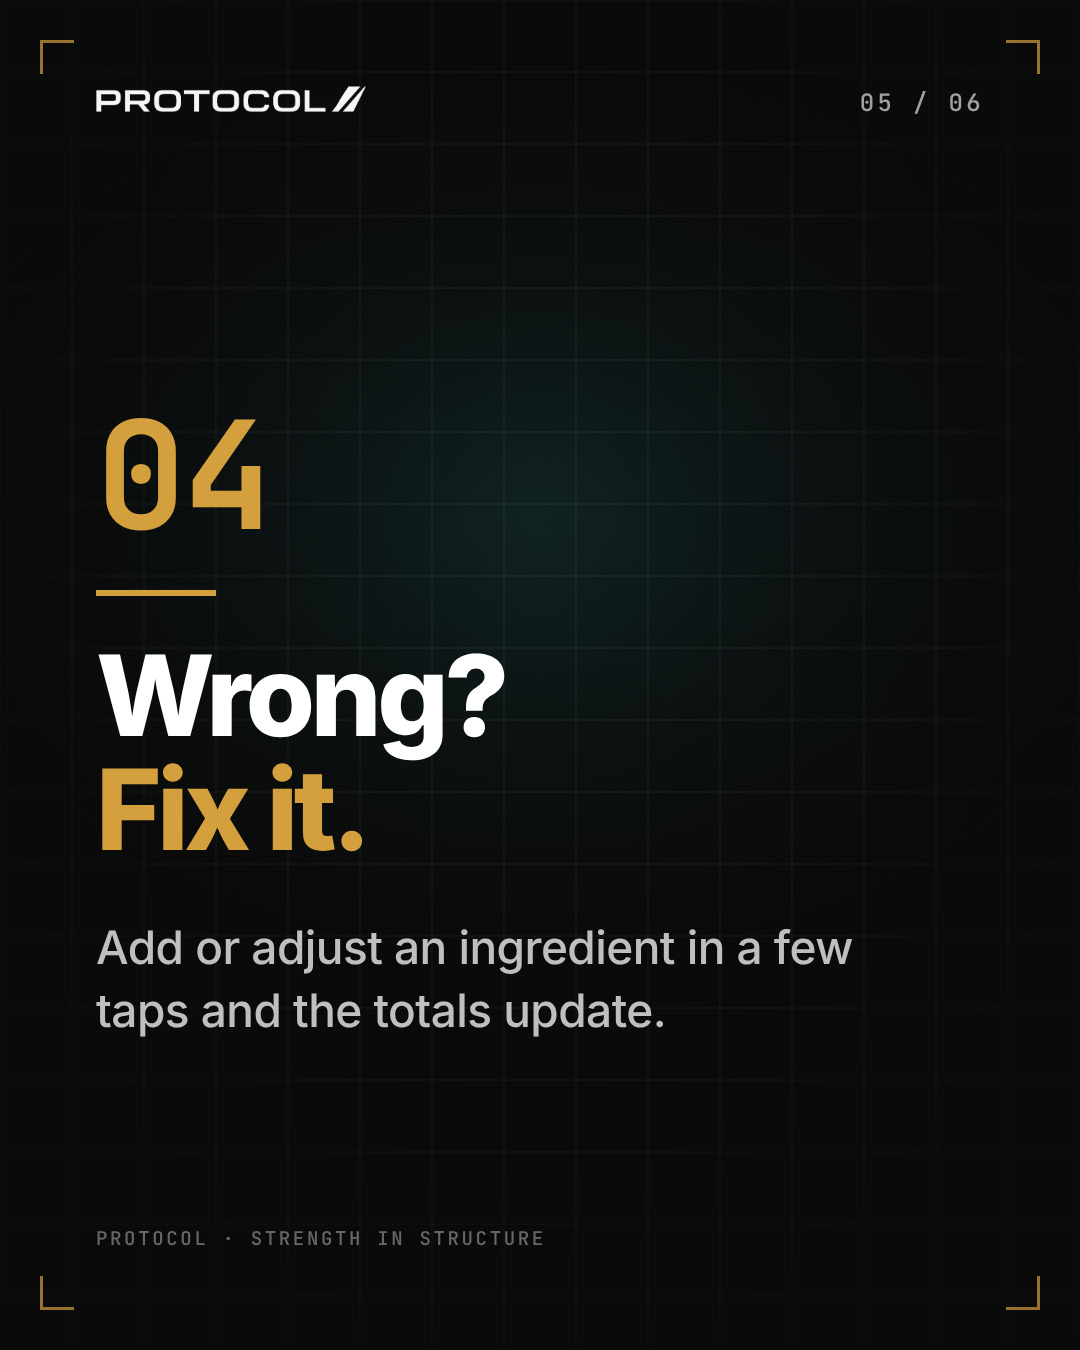 PROTOCOL
05 / 06
04
Wrong?
Fix it.
Add or adjust an ingredient in a few
taps and the totals update.
PROTOCOL · STRENGTH IN STRUCTURE